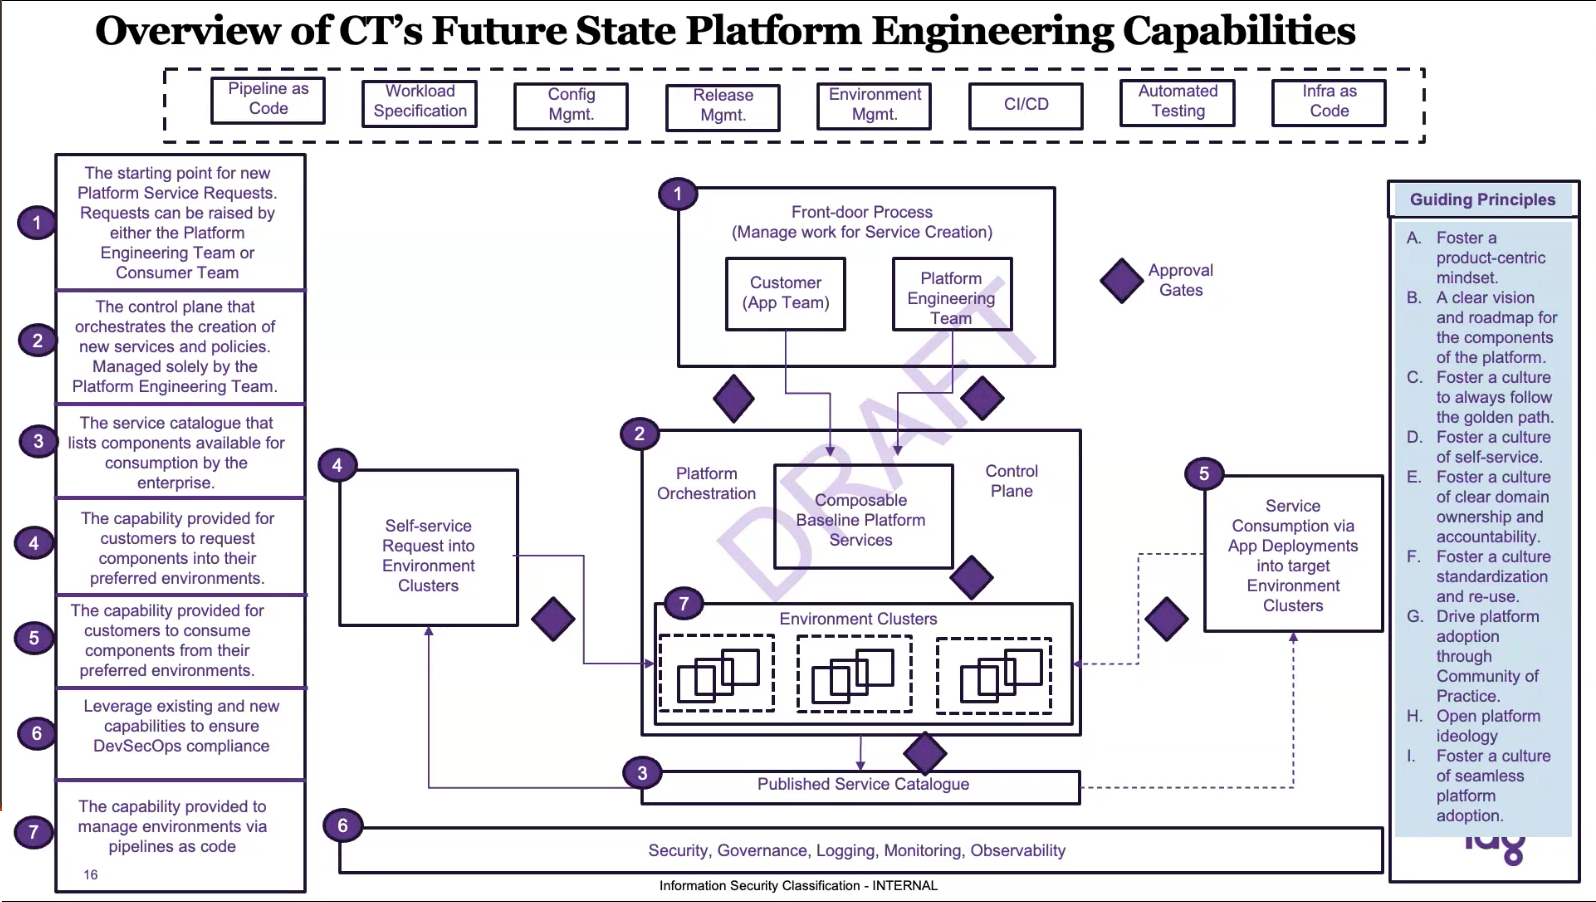 Overview of CT’s Future State Platform Engineering Capabilities
Pipeline as
Code
Workload
Specification
Config
Mgmt.
Release
Mgmt.
Environment
Mgmt.
CI/CD
Automated
Testing
Infra as
Code
1
The starting point for new
Platform Service Requests.
Requests can be raised by
either the Platform
Engineering Team or
Consumer Team
2
The control plane that
orchestrates the creation of
new services and policies.
Managed solely by the
Platform Engineering Team.
3
The service catalogue that
lists components available for
consumption by the
enterprise.
4
The capability provided for
customers to request
components into their
preferred environments.
5
The capability provided for
customers to consume
components from their
preferred environments.
6
Leverage existing and new
capabilities to ensure
DevSecOps compliance
7
The capability provided to
manage environments via
pipelines as code
16
1
Front-door Process
(Manage work for Service Creation)
Customer
(App Team)
Platform
Engineering
Team
Approval
Gates
DRAFT
2
Platform
Orchestration
Composable
Baseline Platform
Services
Control
Plane
4
Self-service
Request into
Environment
Clusters
5
Service
Consumption via
App Deployments
into target
Environment
Clusters
7
Environment Clusters
3
Published Service Catalogue
6
Security, Governance, Logging, Monitoring, Observability
Information Security Classification - INTERNAL
Guiding Principles
A. Foster a
product-centric
mindset.
B. A clear vision
and roadmap for
the components
of the platform.
C. Foster a culture
to always follow
the golden path.
D. Foster a culture
of self-service.
E. Foster a culture
of clear domain
ownership and
accountability.
F. Foster a culture
standardization
and re-use.
G. Drive platform
adoption
through
Community of
Practice.
H. Open platform
ideology
I. Foster a culture
of seamless
platform
adoption.